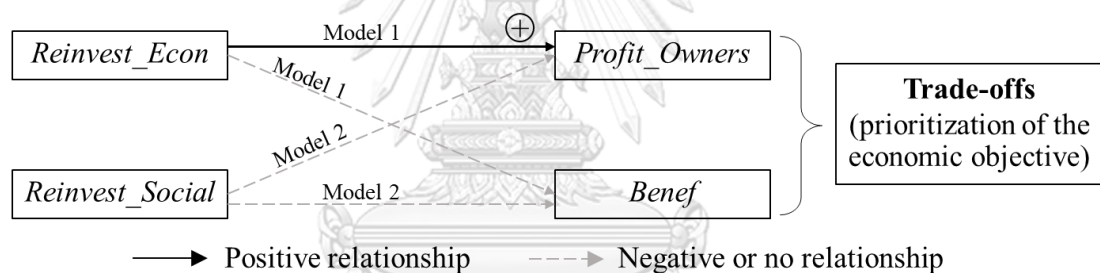 Model 1
Reinvest_Econ
Profit_Owners
Model 1
Model 2
Reinvest_Social
Model 2
Benef
Trade-offs
(prioritization of the
economic objective)
Positive relationship
Negative or no relationship